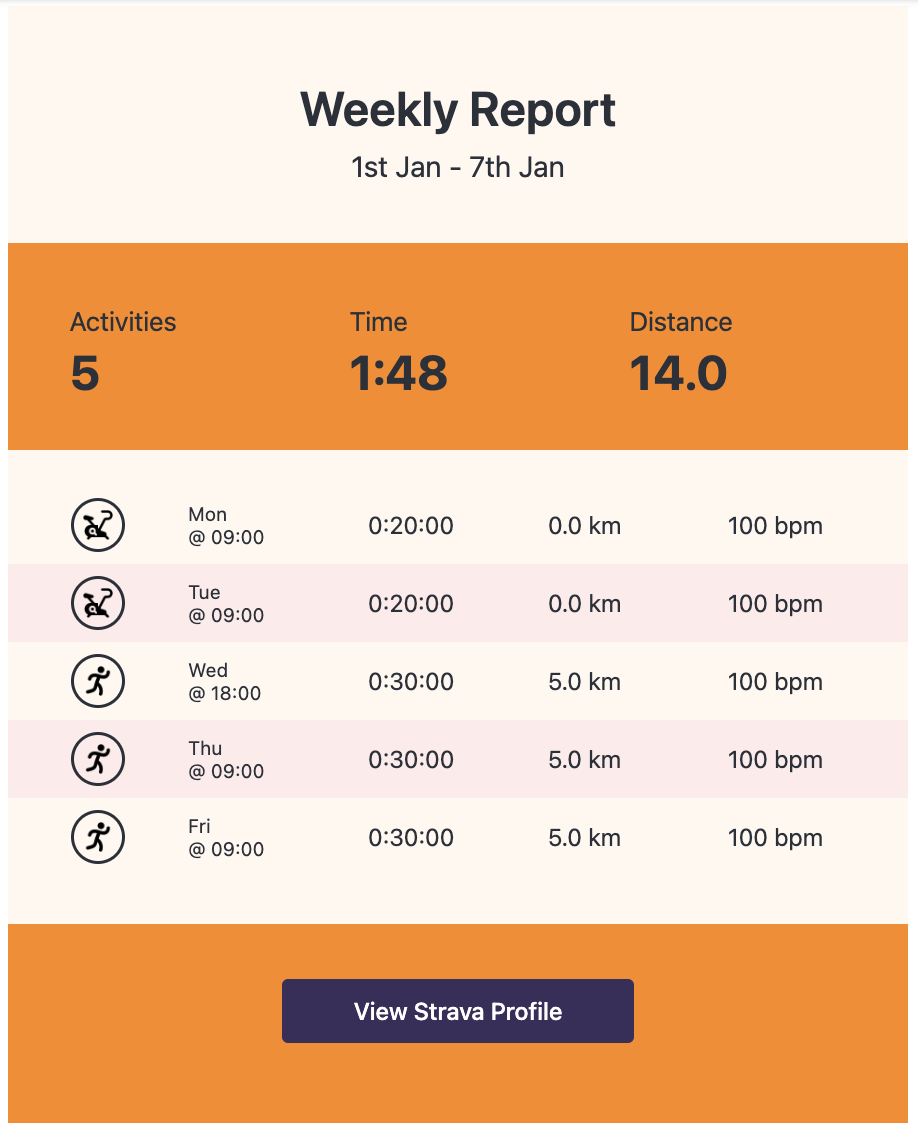 Weekly Report
1st Jan - 7th Jan
Activities Time Distance
5 1:48 14.0
Mon
@ 09:00 0:20:00 0.0 km 100 bpm
Tue
@ 09:00 0:20:00 0.0 km 100 bpm
Wed
@ 18:00 0:30:00 5.0 km 100 bpm
Thu
@ 09:00 0:30:00 5.0 km 100 bpm
Fri
@ 09:00 0:30:00 5.0 km 100 bpm
View Strava Profile